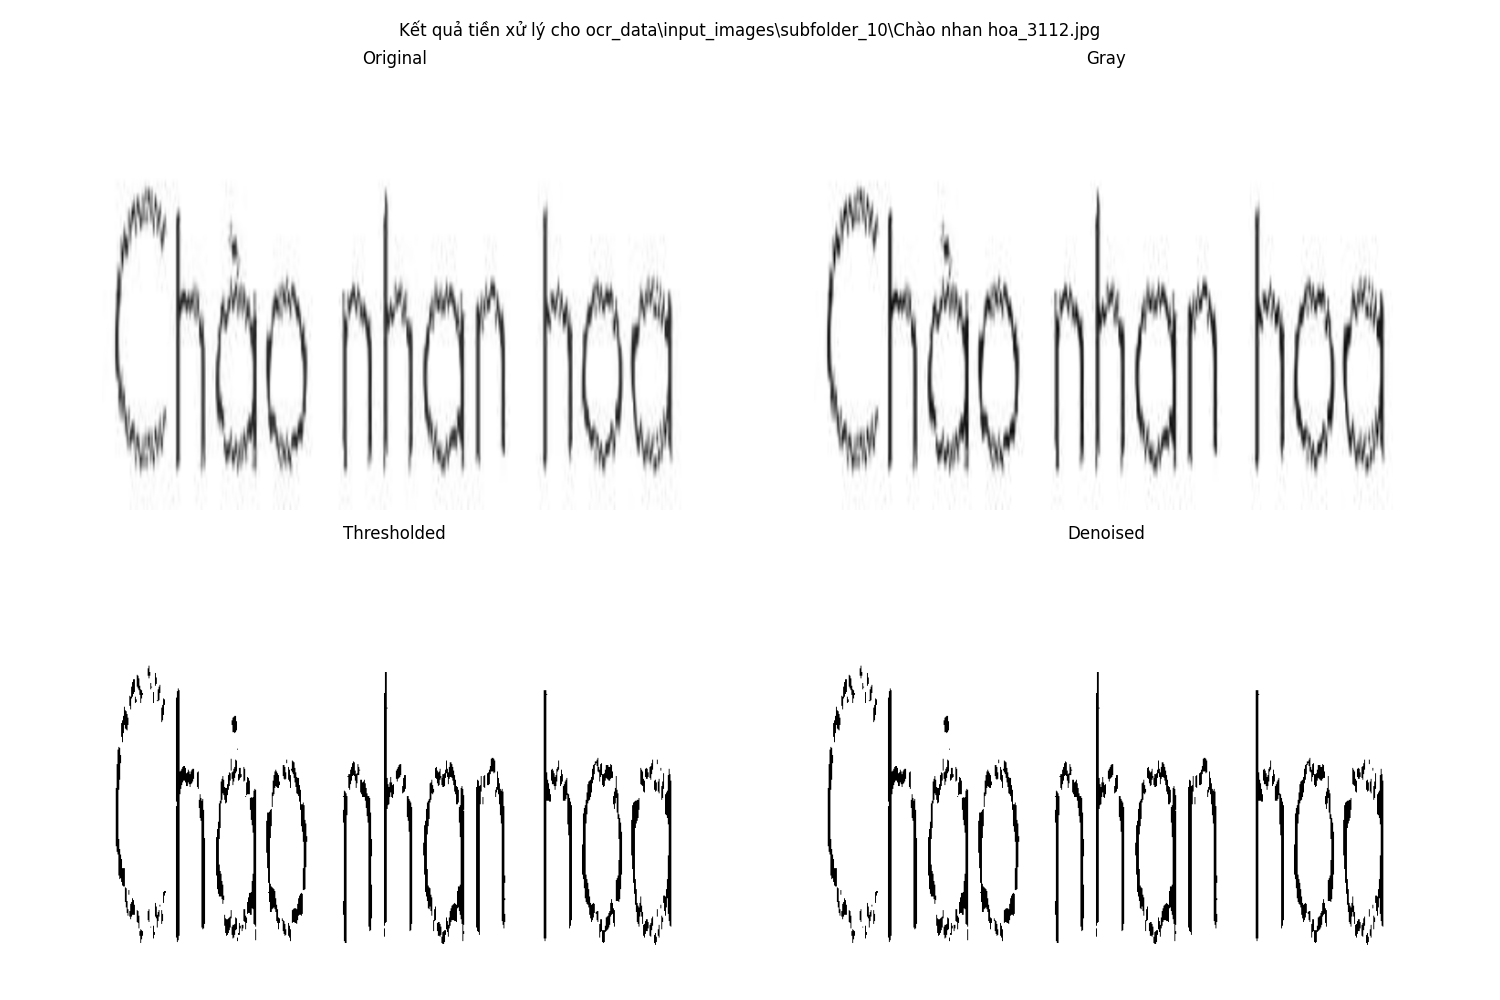 Kết quả tiền xử lý cho ocr_data\input_images\subfolder_10\Chào nhan hoa_3112.jpg
Original
Gray
Chào nhan hoa
Chào nhan hoa
Thresholded
Denoised
Chào nhan hoa
Chào nhan hoa